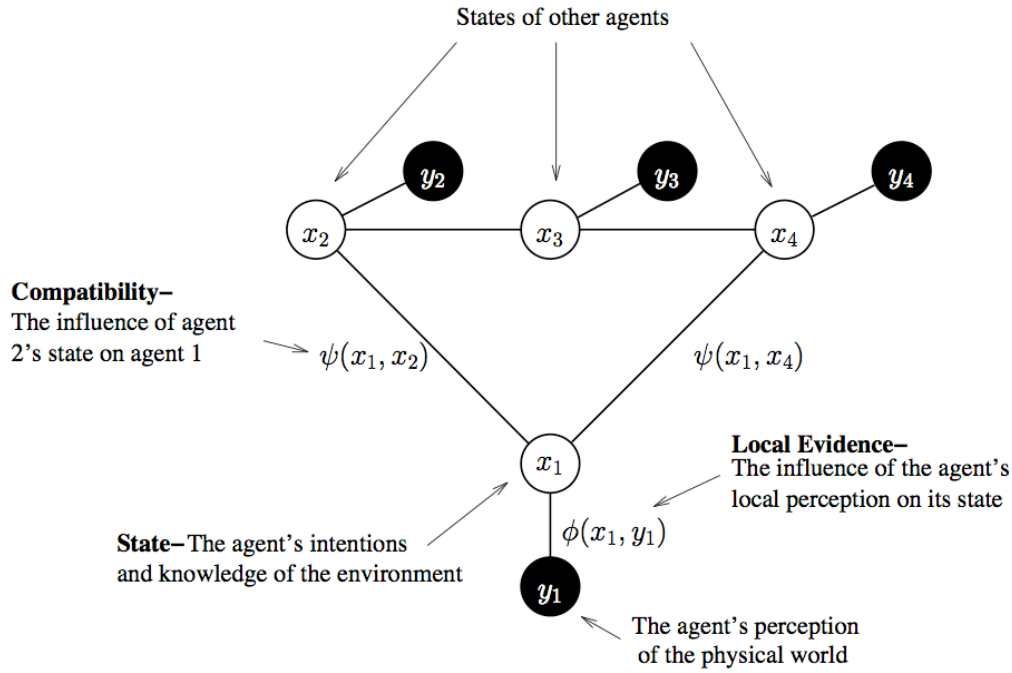 States of other agents
y₂
y₃
y₄
x₂
x₃
x₄
Compatibility–
The influence of agent
2's state on agent 1
ψ(x₁, x₂)
ψ(x₁, x₄)
x₁
Local Evidence–
The influence of the agent's
local perception on its state
State–The agent's intentions
and knowledge of the environment
ϕ(x₁, y₁)
y₁
The agent's perception
of the physical world